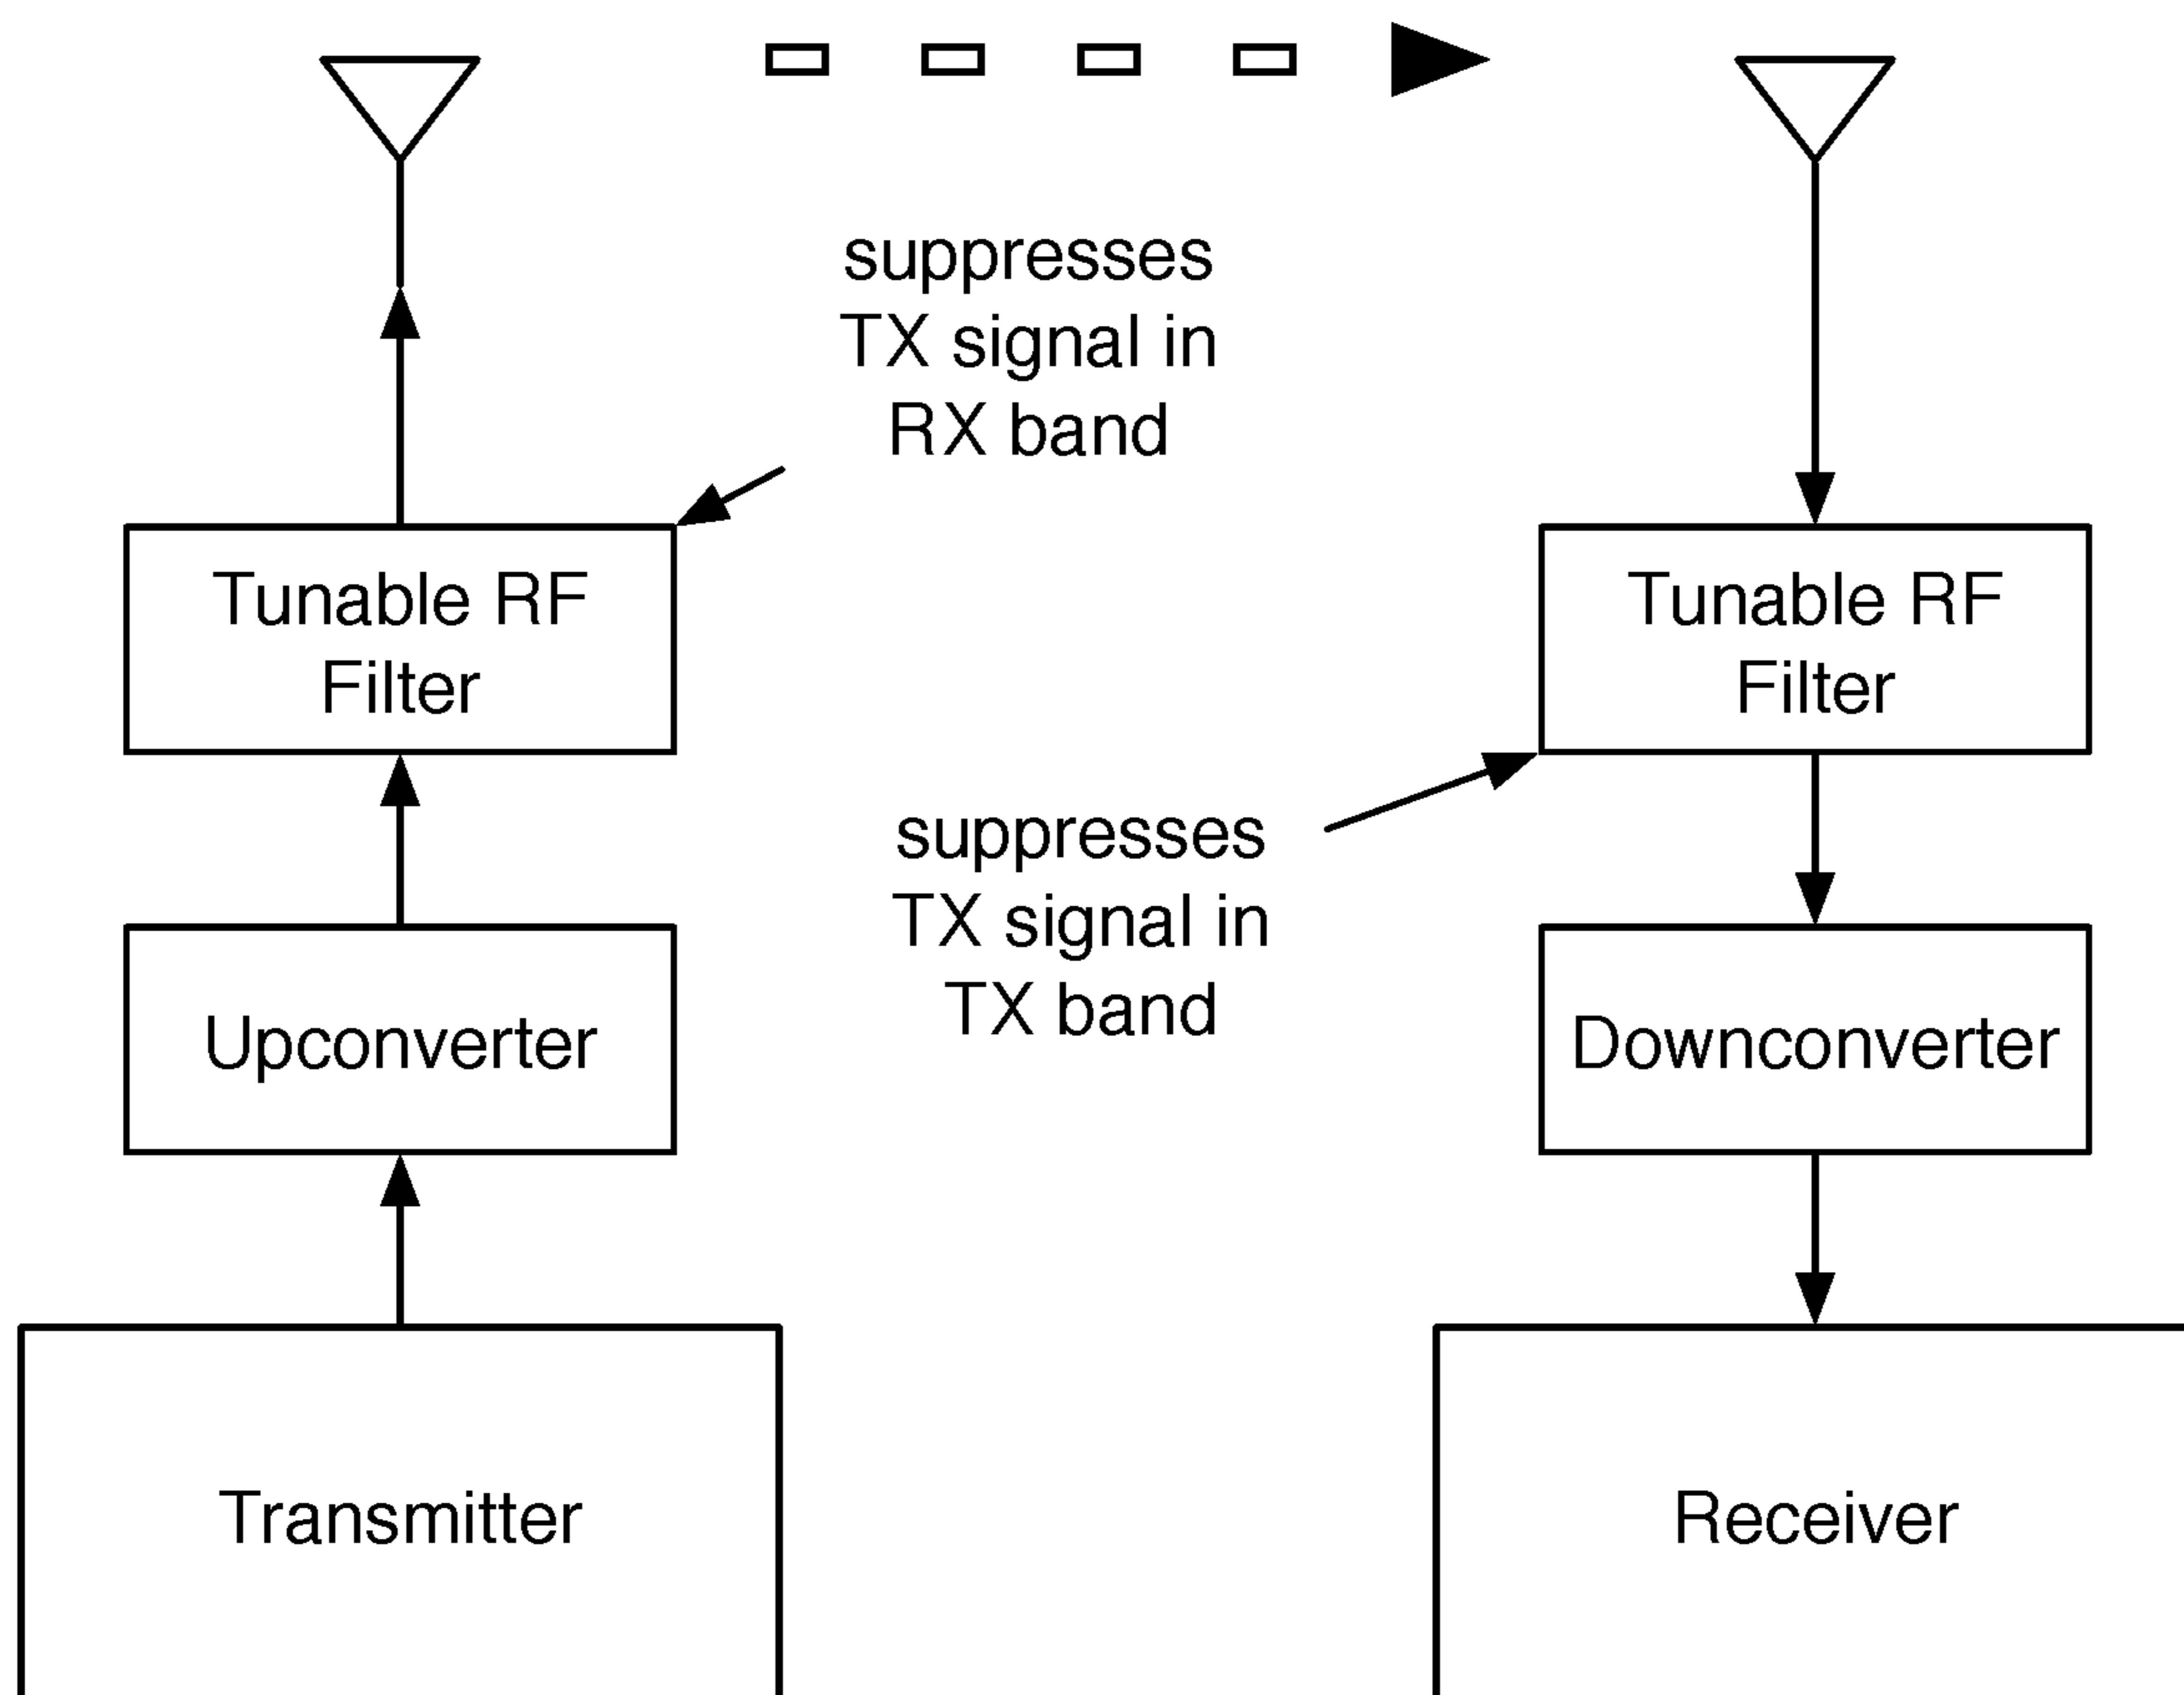 suppresses
TX signal in
RX band
Tunable RF
Filter
Tunable RF
Filter
suppresses
TX signal in
TX band
Upconverter
Downconverter
Transmitter
Receiver